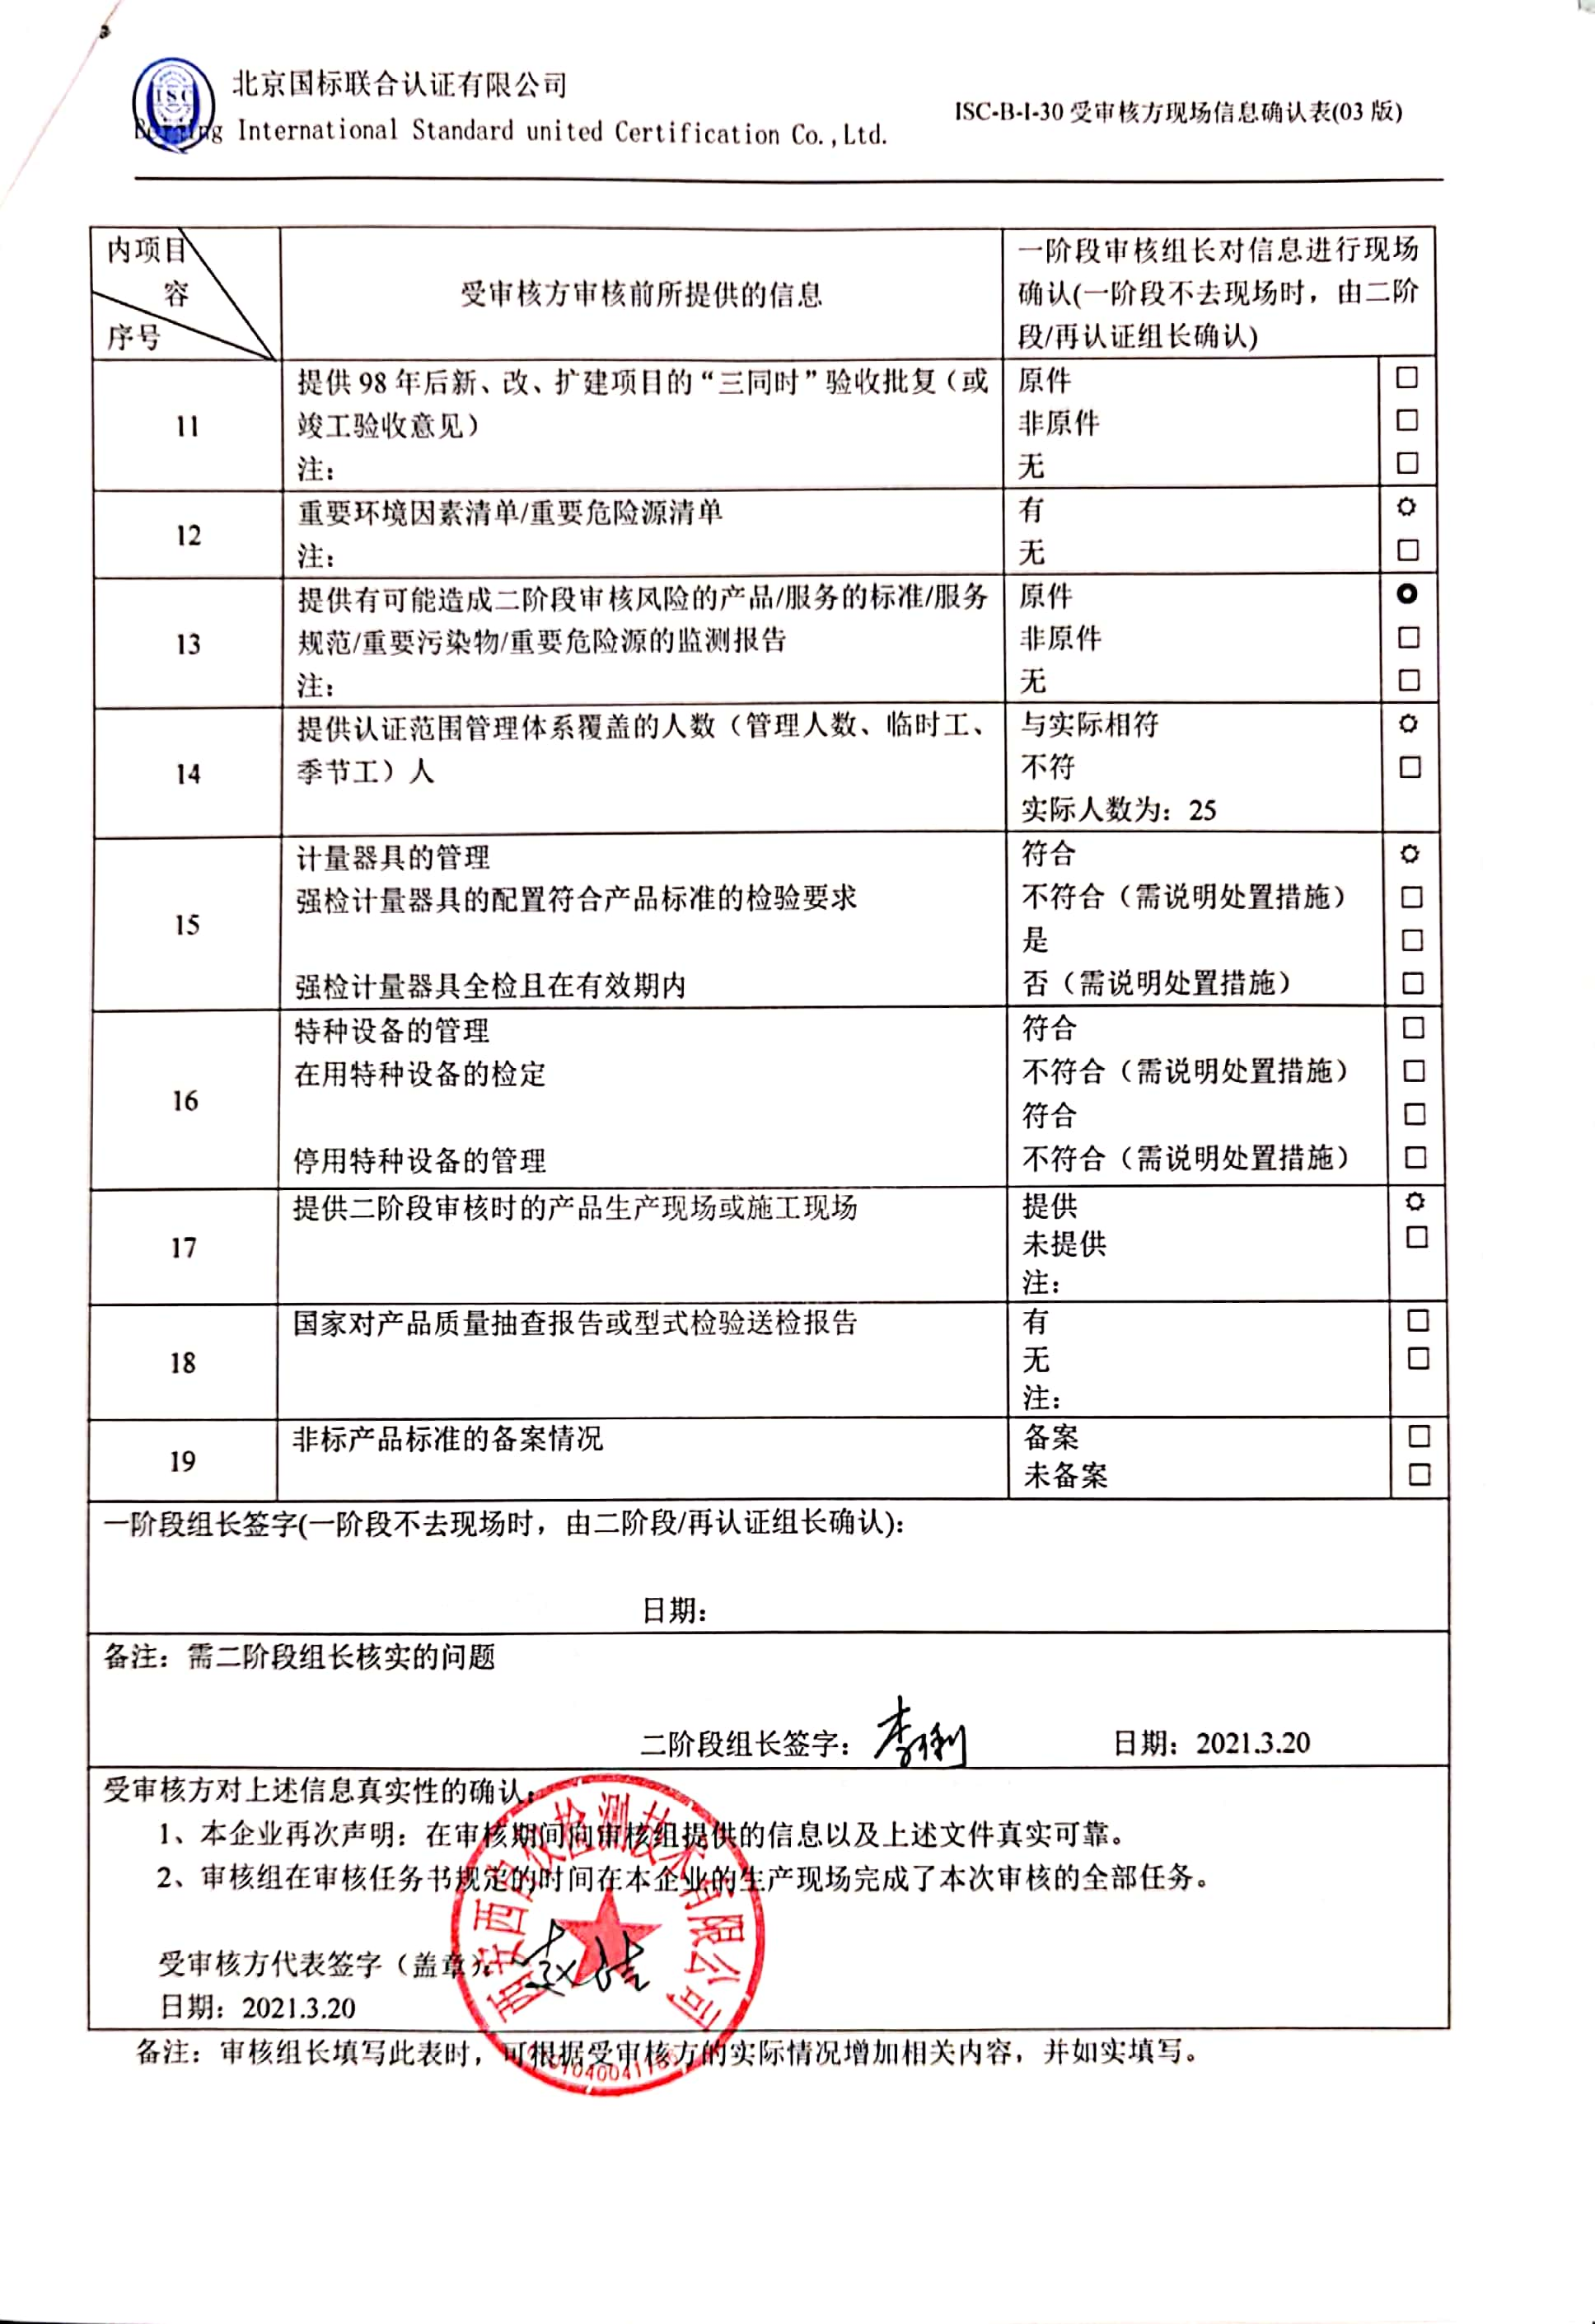 北京国标联合认证有限公司
Beijing International Standard united Certification Co.,Ltd.
ISC-B-I-30 受审核方现场信息确认表(03 版)
ISC
内项目
容
序号
受审核方审核前所提供的信息
一阶段审核组长对信息进行现场
确认(一阶段不去现场时，由二阶
段/再认证组长确认)
11
提供 98 年后新、改、扩建项目的“三同时”验收批复（或
竣工验收意见）
注：
原件 □
非原件 □
无 □
12
重要环境因素清单/重要危险源清单
注：
有
无 □
13
提供有可能造成二阶段审核风险的产品/服务的标准/服务
规范/重要污染物/重要危险源的监测报告
注：
原件
非原件 □
无 □
14
提供认证范围管理体系覆盖的人数（管理人数、临时工、
季节工）人
与实际相符
不符 □
实际人数为：25
15
计量器具的管理
强检计量器具的配置符合产品标准的检验要求
强检计量器具全检且在有效期内
符合
不符合（需说明处置措施） □
是 □
否（需说明处置措施） □
16
特种设备的管理
在用特种设备的检定
停用特种设备的管理
符合 □
不符合（需说明处置措施） □
符合 □
不符合（需说明处置措施） □
17
提供二阶段审核时的产品生产现场或施工现场
提供
未提供 □
注：
18
国家对产品质量抽查报告或型式检验送检报告
有 □
无 □
注：
19
非标产品标准的备案情况
备案 □
未备案 □
一阶段组长签字(一阶段不去现场时，由二阶段/再认证组长确认)：
日期：
备注：需二阶段组长核实的问题
二阶段组长签字：李俐 日期：2021.3.20
受审核方对上述信息真实性的确认：
1、本企业再次声明：在审核期间向审核组提供的信息以及上述文件真实可靠。
2、审核组在审核任务书规定的时间在本企业的生产现场完成了本次审核的全部任务。
受审核方代表签字（盖章）：
日期：2021.3.20
备注：审核组长填写此表时，可根据受审核方的实际情况增加相关内容，并如实填写。